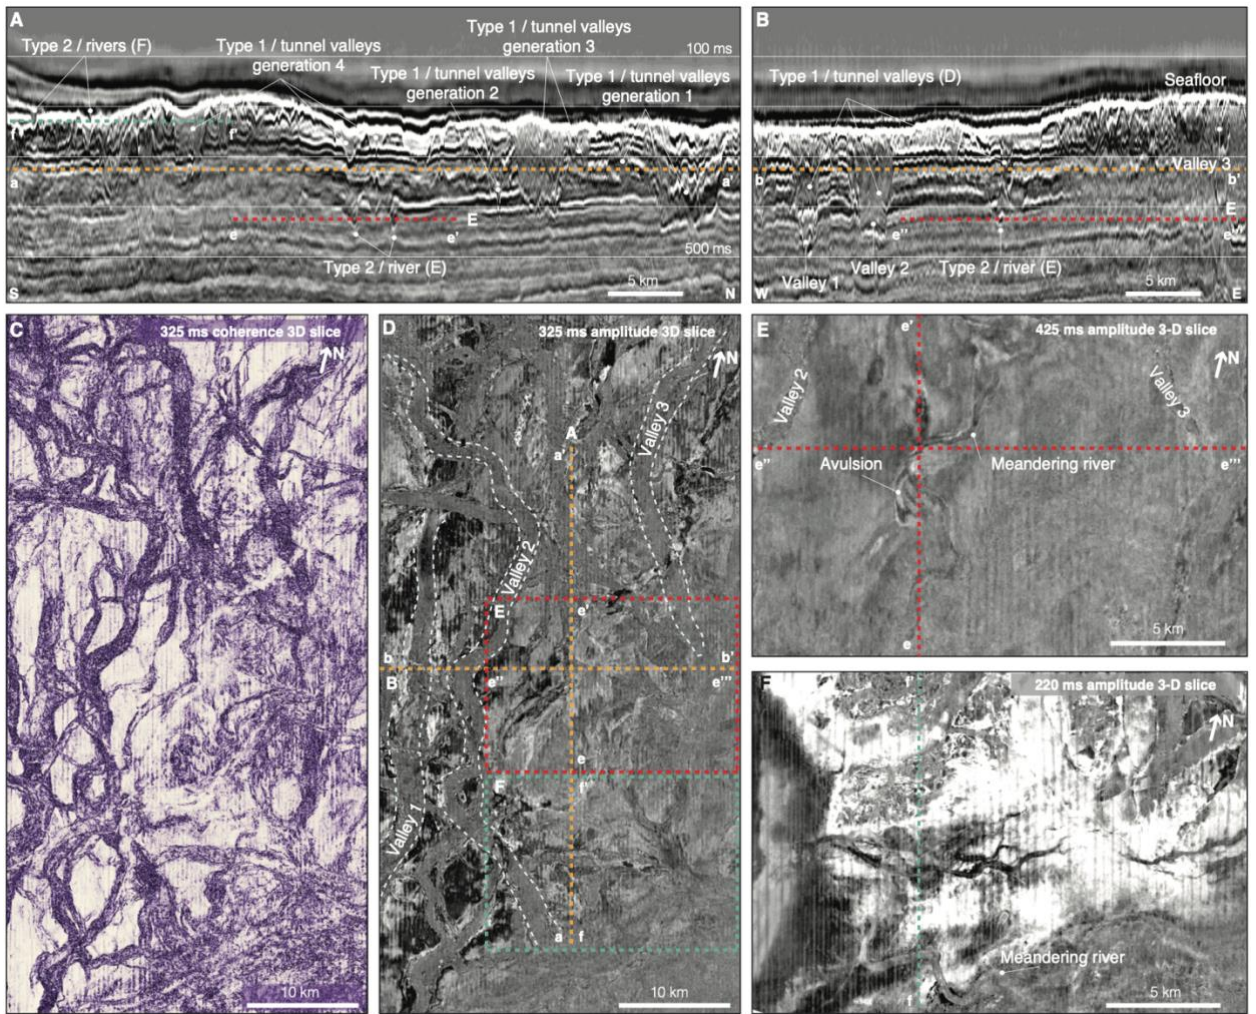 A
Type 2 / rivers (F)
Type 1 / tunnel valleys
generation 4
Type 1 / tunnel valleys
generation 3
Type 1 / tunnel valleys
generation 2
Type 1 / tunnel valleys
generation 1
100 ms
f
f'
a
a'
E
e
e'
500 ms
Type 2 / river (E)
5 km
S
N
B
Type 1 / tunnel valleys (D)
Seafloor
Valley 3
b
b'
E
e''
e
Valley 1
Valley 2
Type 2 / river (E)
5 km
W
E
C
325 ms coherence 3D slice
N
10 km
D
325 ms amplitude 3D slice
N
A
a'
Valley 3
Valley 2
E
e'
b
b'
B
e''
e'''
e
F
f'
Valley 1
a
f
10 km
E
e'
425 ms amplitude 3-D slice
N
Valley 2
Valley 3
e''
Avulsion
Meandering river
e'''
e
5 km
F
f'
220 ms amplitude 3-D slice
N
Meandering river
f
5 km